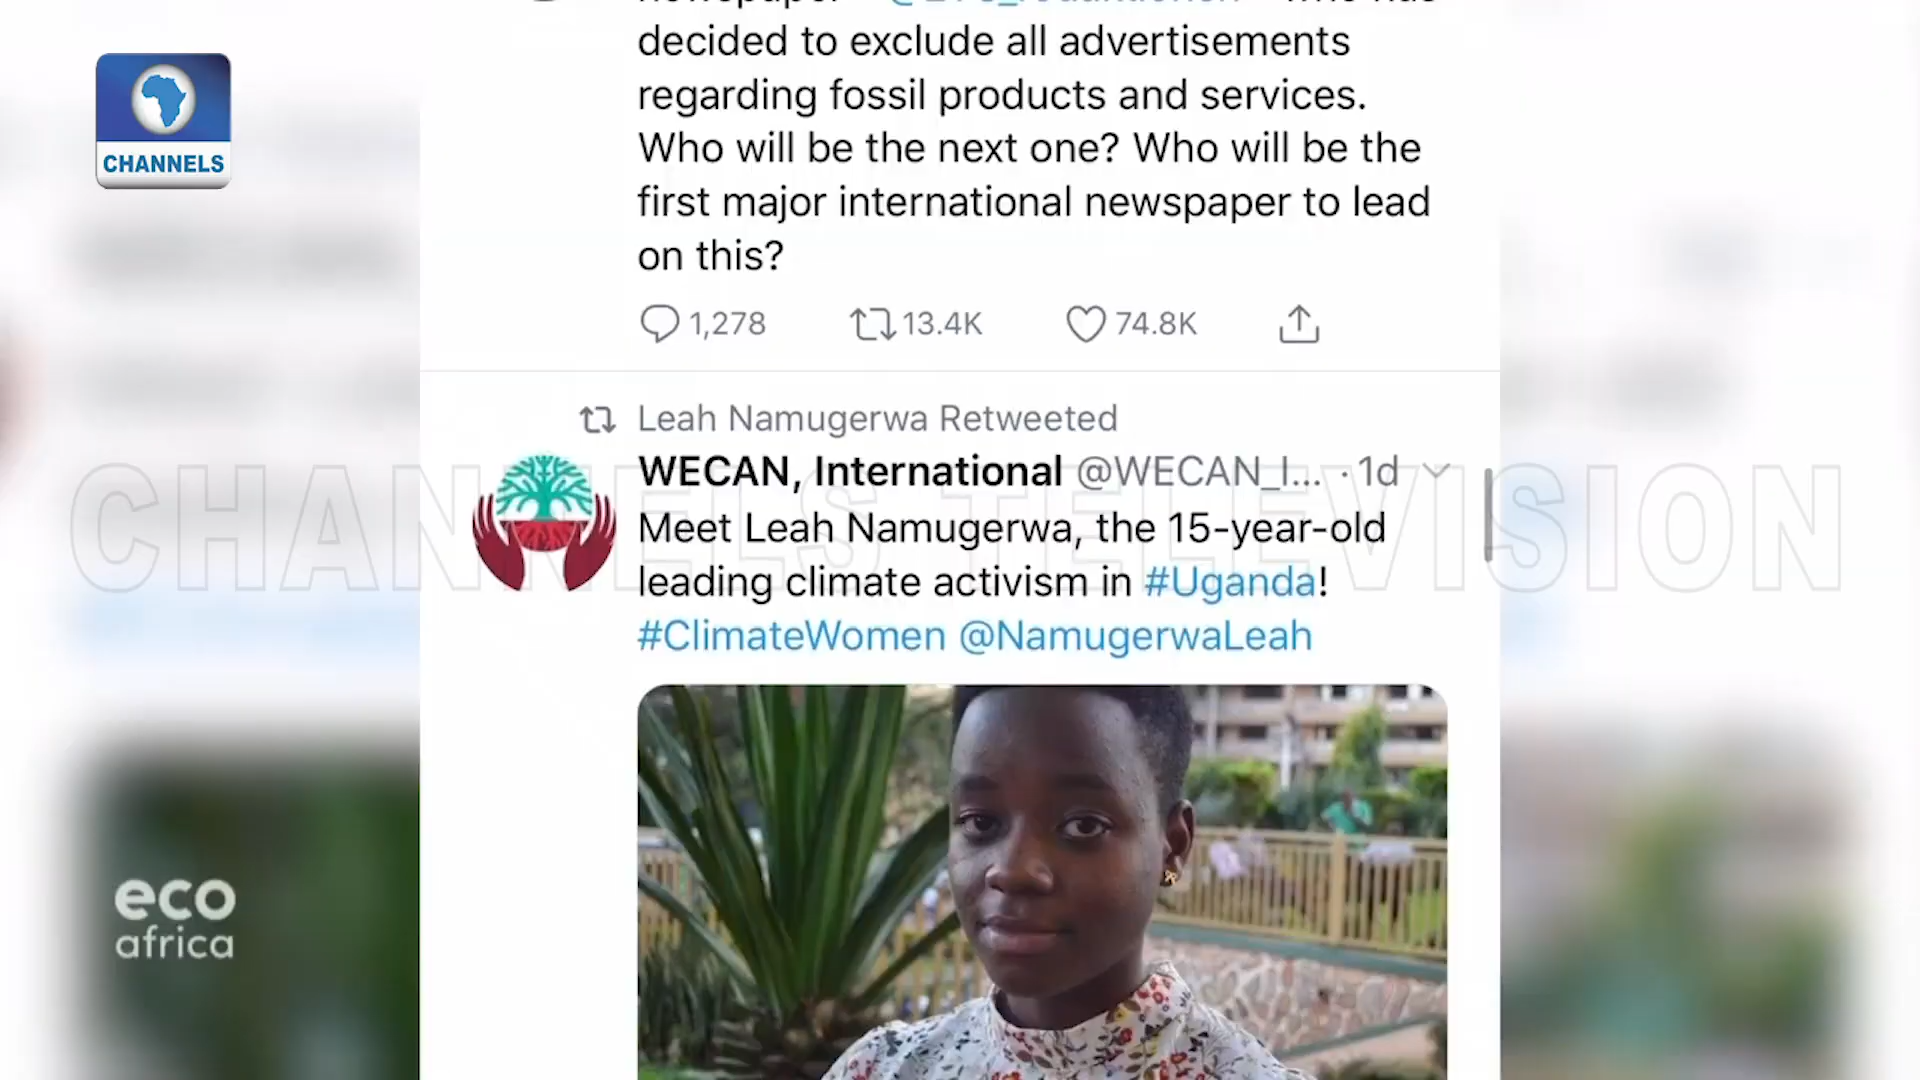 CHANNELS
decided to exclude all advertisements
regarding fossil products and services.
Who will be the next one? Who will be the
first major international newspaper to lead
on this?
1,278 13.4K 74.8K
Leah Namugerwa Retweeted
WECAN, International @WECAN_I... · 1d
Meet Leah Namugerwa, the 15-year-old
leading climate activism in #Uganda!
#ClimateWomen @NamugerwaLeah
CHANNELS TELEVISION
eco
africa